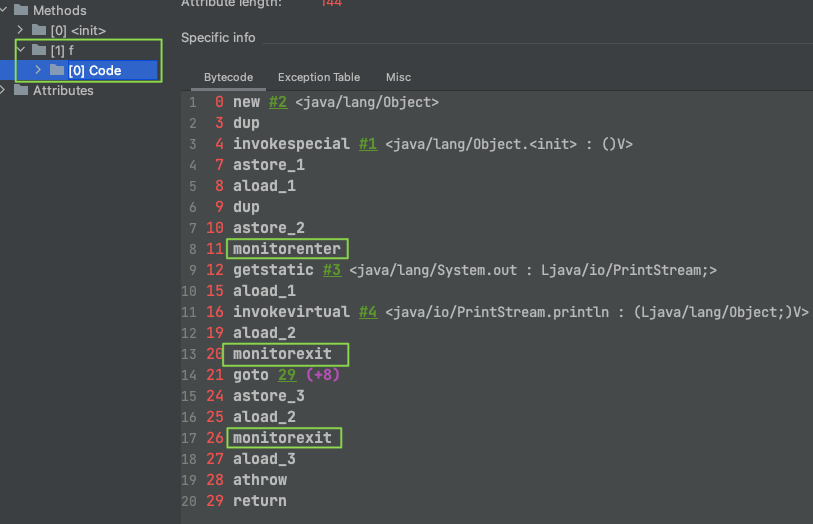 Attribute length: 144
Methods
[0] <init>
[1] f
[0] Code
Attributes
Specific info
Bytecode Exception Table Misc
1 0 new #2 <java/lang/Object>
2 3 dup
3 4 invokespecial #1 <java/lang/Object.<init> : ()V>
4 7 astore_1
5 8 aload_1
6 9 dup
7 10 astore_2
8 11 monitorenter
9 12 getstatic #3 <java/lang/System.out : Ljava/io/PrintStream;>
10 15 aload_1
11 16 invokevirtual #4 <java/io/PrintStream.println : (Ljava/lang/Object;)V>
12 19 aload_2
13 20 monitorexit
14 21 goto 29 (+8)
15 24 astore_3
16 25 aload_2
17 26 monitorexit
18 27 aload_3
19 28 athrow
20 29 return